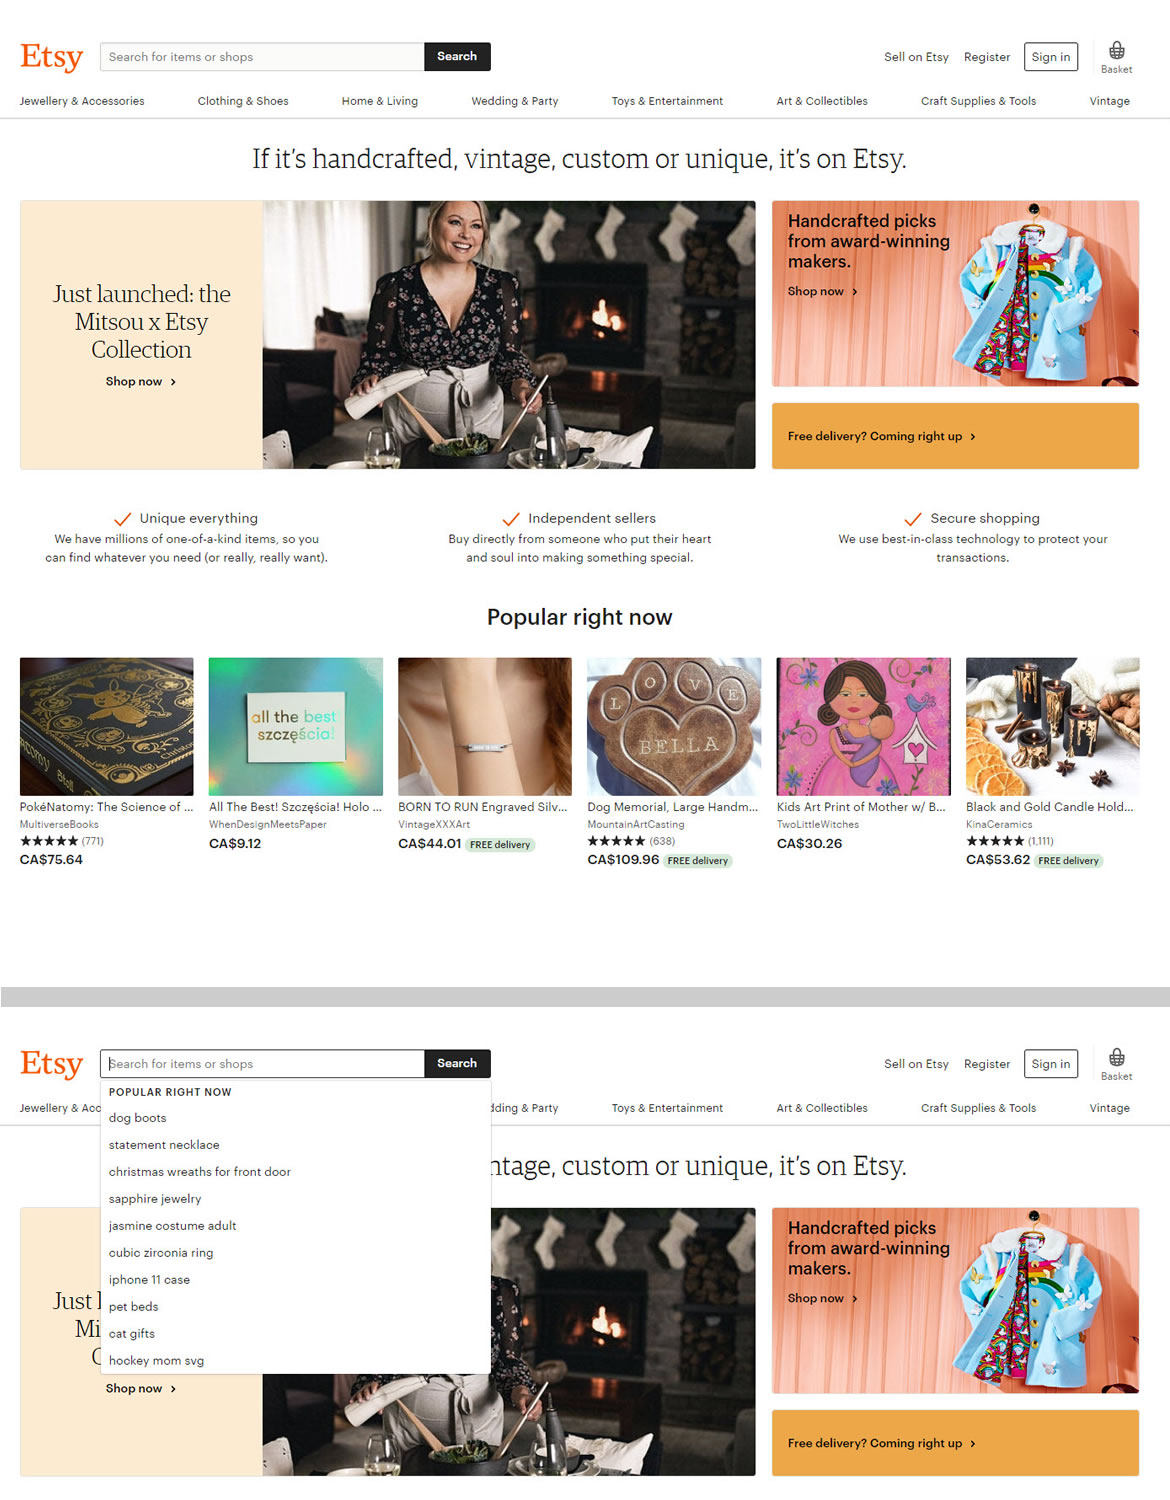 Etsy
Search for items or shops
Search
Sell on Etsy
Register
Sign in
Basket
Jewellery & Accessories
Clothing & Shoes
Home & Living
Wedding & Party
Toys & Entertainment
Art & Collectibles
Craft Supplies & Tools
Vintage
If it's handcrafted, vintage, custom or unique, it's on Etsy.
Just launched: the
Mitsou x Etsy
Collection
Shop now
Handcrafted picks
from award-winning
makers.
Shop now
Free delivery? Coming right up
Unique everything
We have millions of one-of-a-kind items, so you
can find whatever you need (or really, really want).
Independent sellers
Buy directly from someone who put their heart
and soul into making something special.
Secure shopping
We use best-in-class technology to protect your
transactions.
Popular right now
all the best
szczęścia!
LOVE
BELLA
PokéNatomy: The Science of ...
MultiverseBooks
(771)
CA$75.64
All The Best! Szczęścia! Holo ...
WhenDesignMeetsPaper
CA$9.12
BORN TO RUN Engraved Silv...
VintageXXXArt
CA$44.01 FREE delivery
Dog Memorial, Large Handm...
MountainArtCasting
(638)
CA$109.96 FREE delivery
Kids Art Print of Mother w/ B...
TwoLittleWitches
CA$30.26
Black and Gold Candle Hold...
KinaCeramics
(1,111)
CA$53.62 FREE delivery
Etsy
Search for items or shops
Search
Sell on Etsy
Register
Sign in
Basket
Jewellery & Acc
dding & Party
Toys & Entertainment
Art & Collectibles
Craft Supplies & Tools
Vintage
POPULAR RIGHT NOW
dog boots
statement necklace
christmas wreaths for front door
sapphire jewelry
jasmine costume adult
cubic zirconia ring
iphone 11 case
pet beds
cat gifts
hockey mom svg
ntage, custom or unique, it's on Etsy.
Just l
Mi
C
Shop now
Handcrafted picks
from award-winning
makers.
Shop now
Free delivery? Coming right up